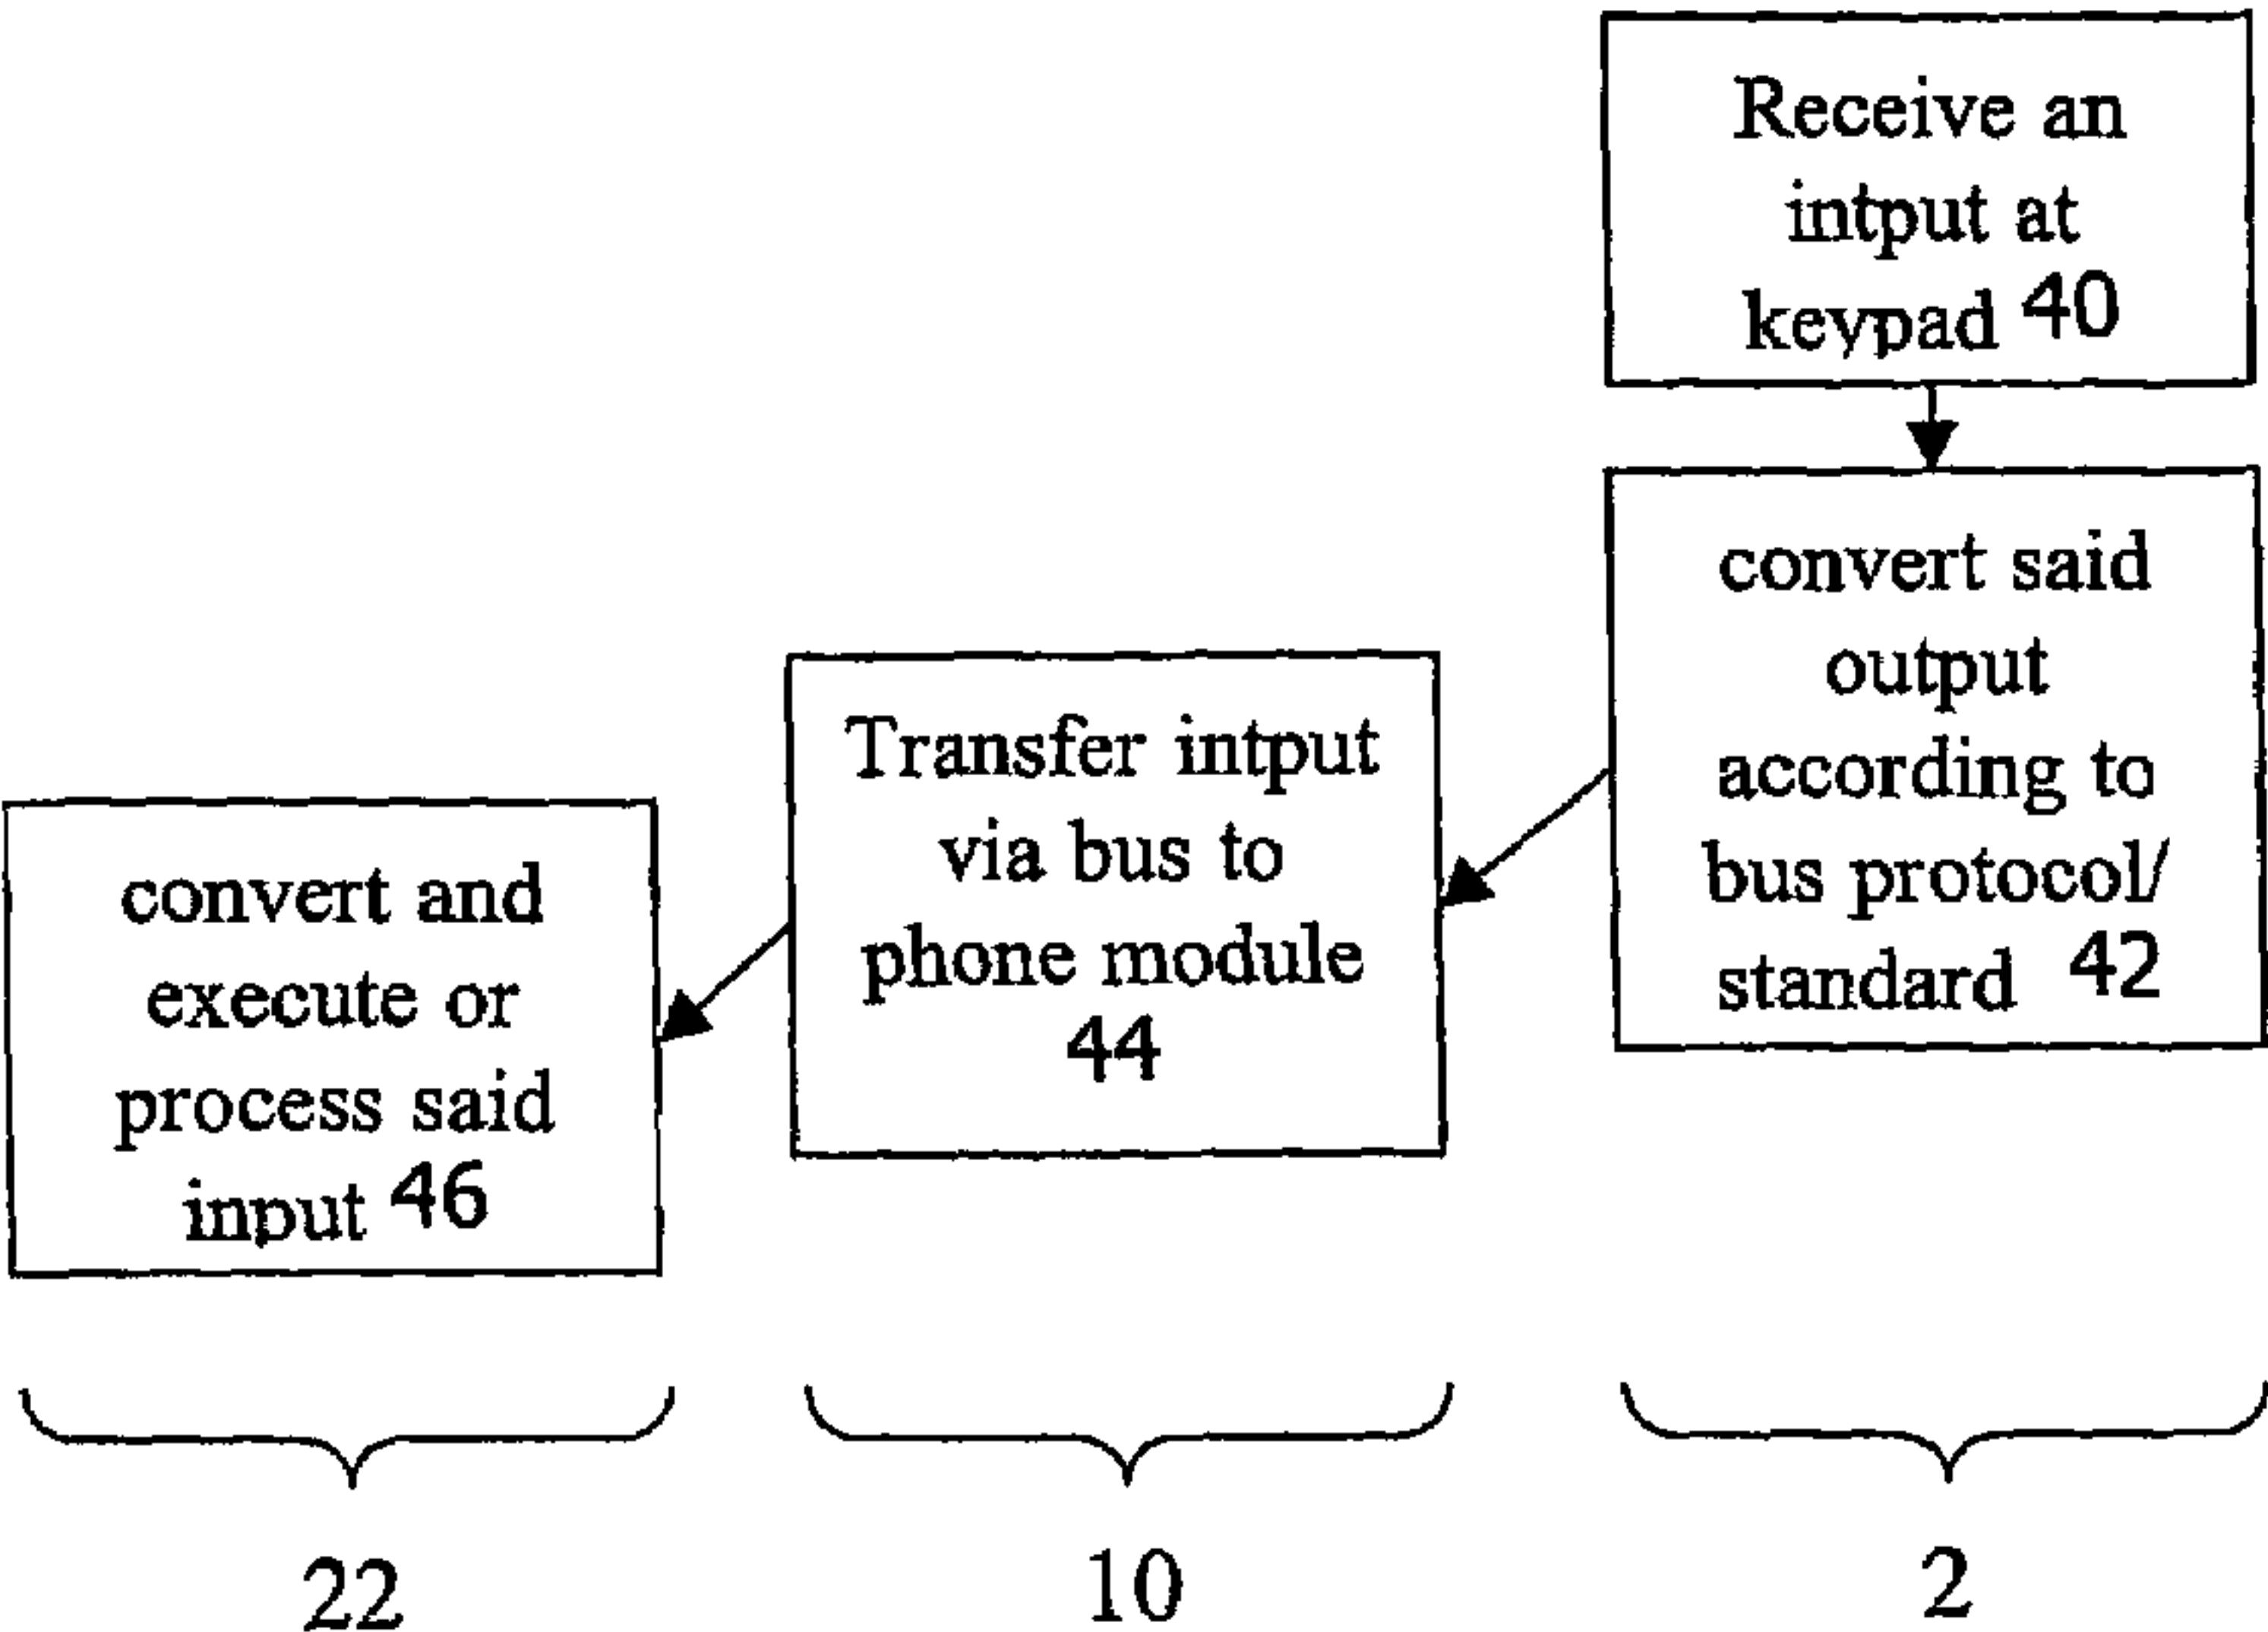 Receive an
intput at
keypad 40
convert said
output
according to
bus protocol/
standard 42
Transfer intput
via bus to
phone module
44
convert and
execute or
process said
input 46
22
10
2